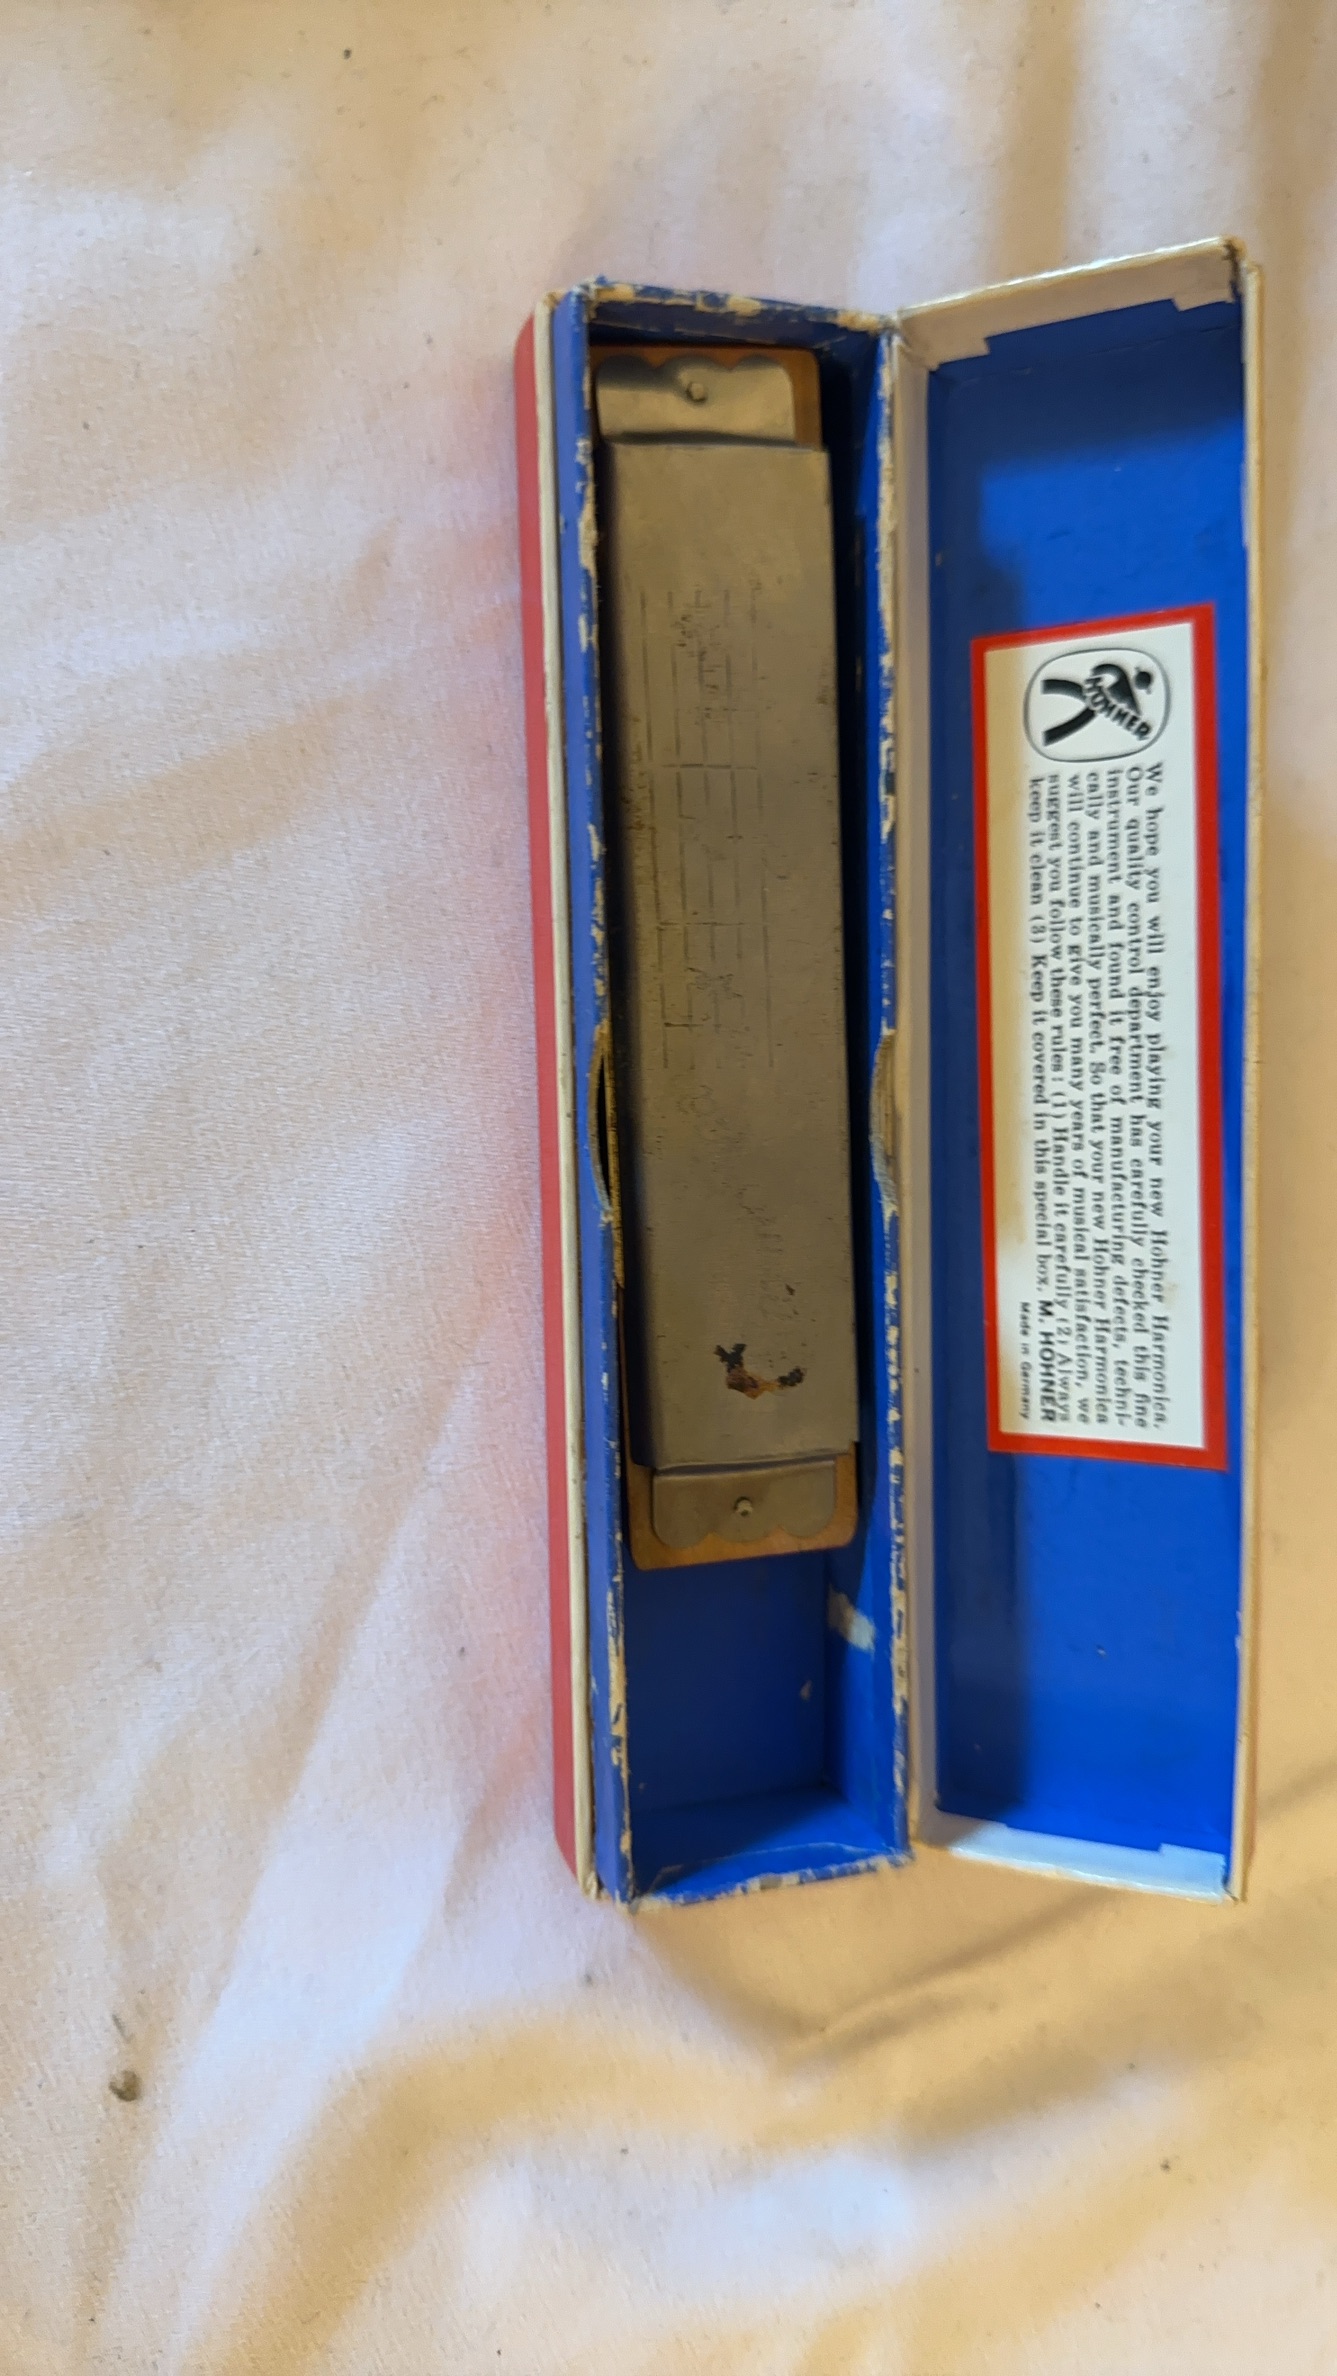 HOHNER
We hope you will enjoy playing your new Hohner Harmonica.
Our quality control department has carefully checked this fine
instrument and found it free of manufacturing defects, techni-
cally and musically perfect. So that your new Hohner Harmonica
will continue to give you many years of musical satisfaction, we
suggest you follow these rules: (1) Handle it carefully (2) Always
keep it clean (3) Keep it covered in this special box. M. HOHNER
Made in Germany